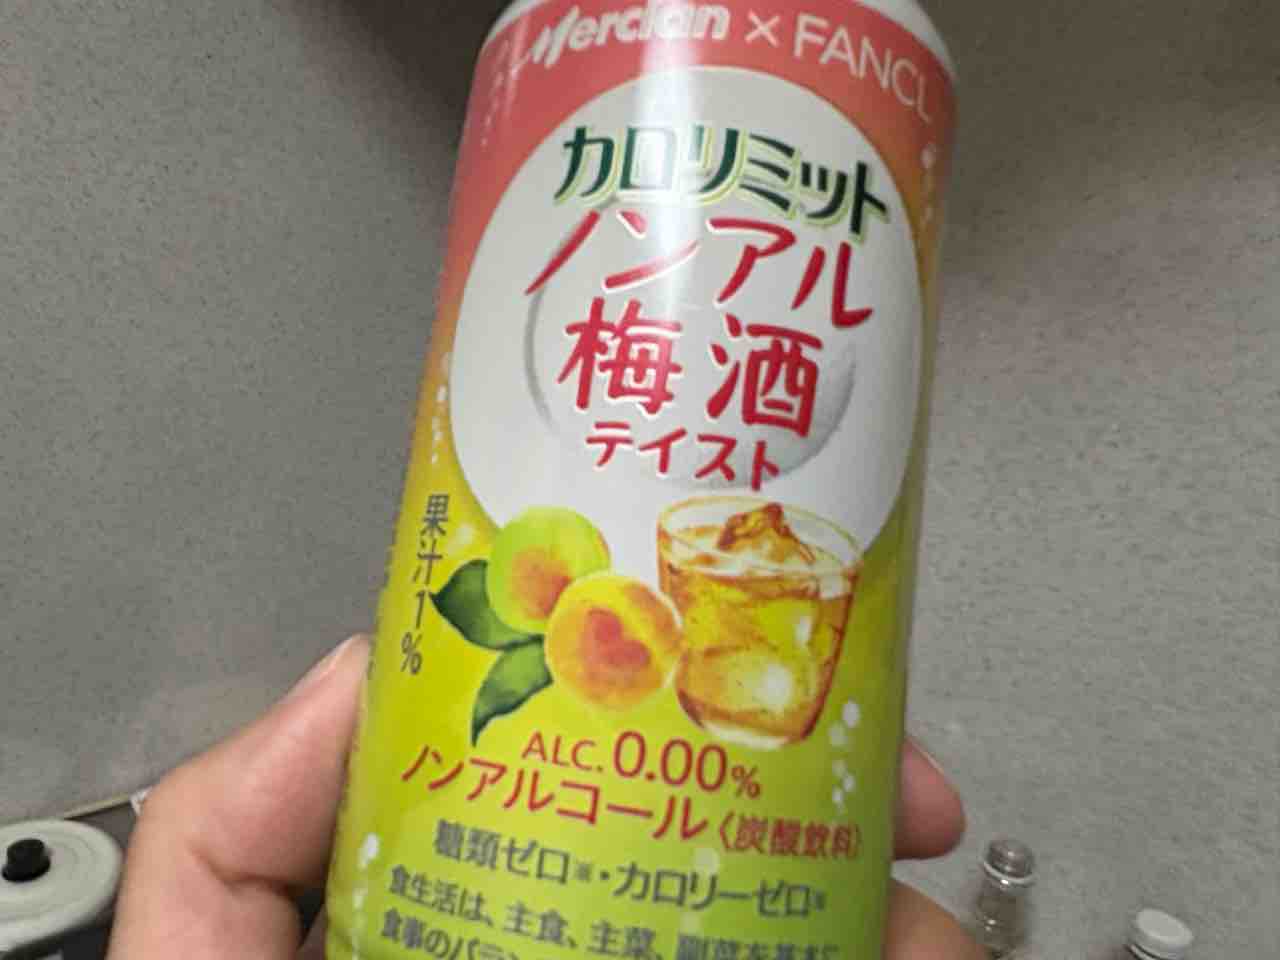 Mercian × FANCL
カロリミット
ノンアル
梅酒
テイスト
果汁1%
ALC. 0.00%
ノンアルコール〈炭酸飲料〉
糖類ゼロ※・カロリーゼロ※
食生活は、主食、主菜、副菜を基本に
食事のバラン